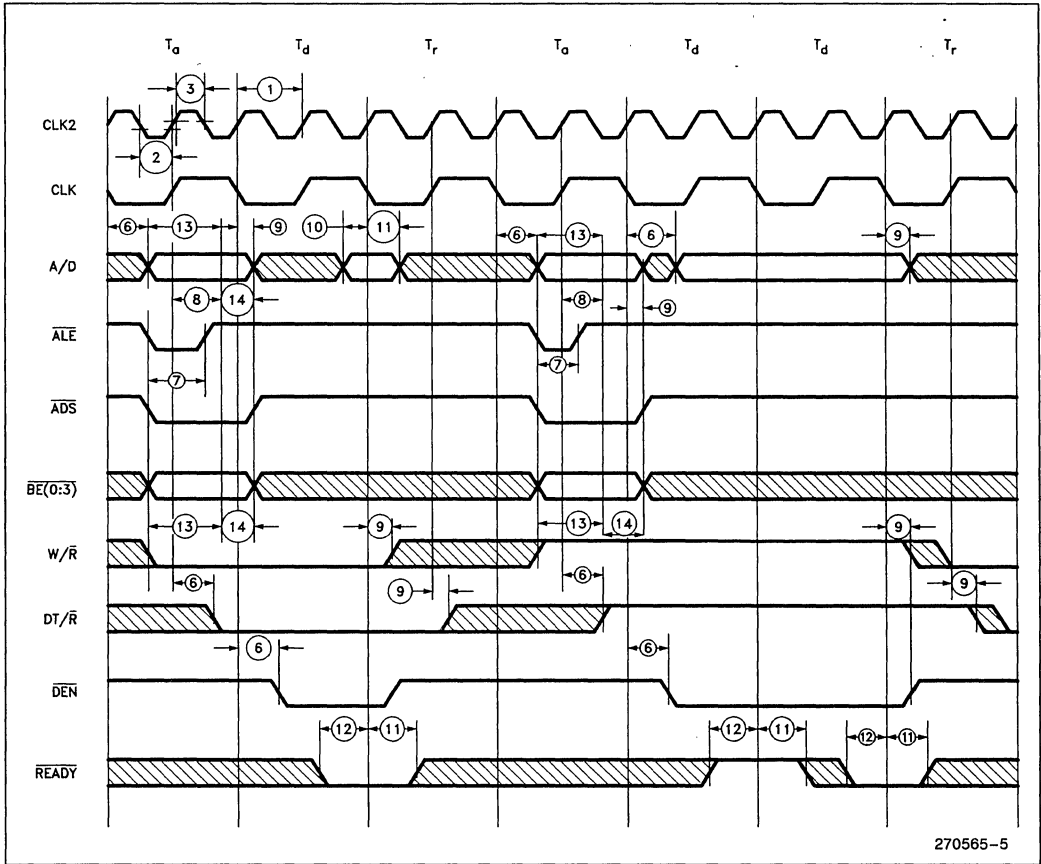 Ta Td Tr Ta Td Td Tr
3 1
CLK2
2
CLK
6 13 9 10 11 6 13 6 9
A/D
8 14 8 9
ALE
7 7
ADS
BE(0:3)
13 14 9 13 14 9
W/R
6 9 6 9
DT/R
6 6
DEN
12 11 12 11 12 11
READY
270565-5